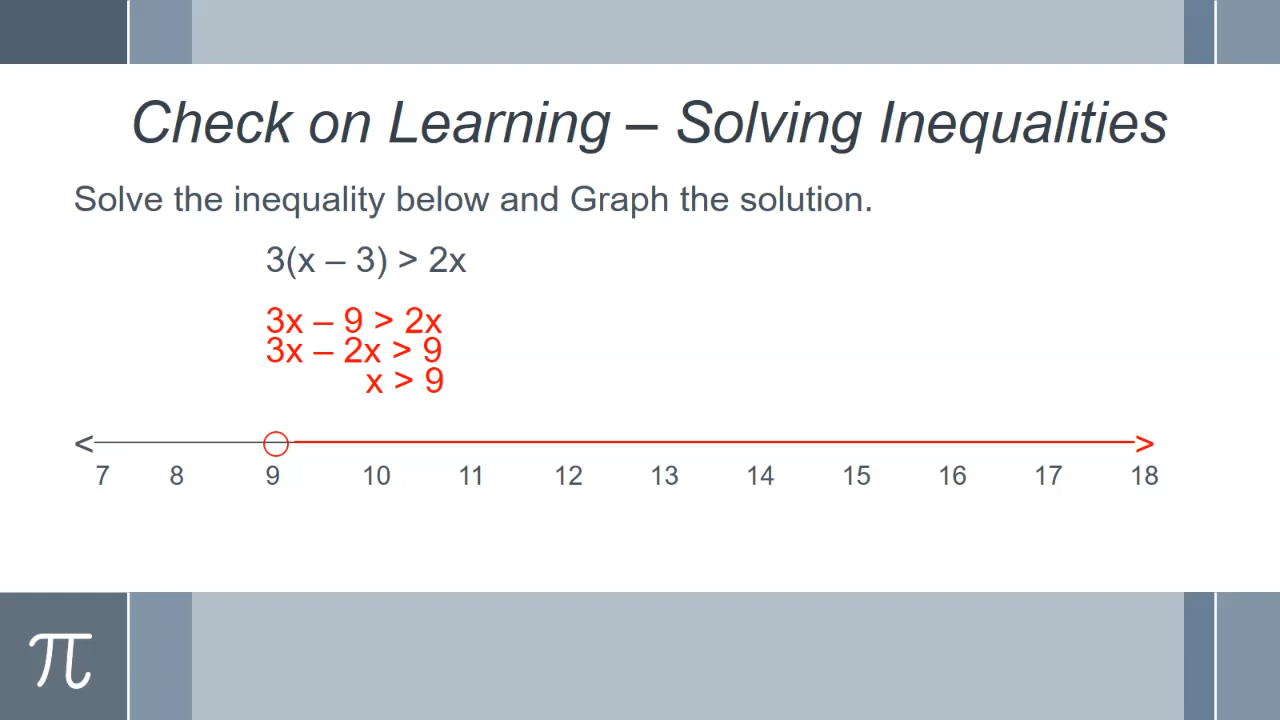 Check on Learning – Solving Inequalities
Solve the inequality below and Graph the solution.
3(x – 3) > 2x
3x – 9 > 2x
3x – 2x > 9
x > 9
< >
7 8 9 10 11 12 13 14 15 16 17 18
π